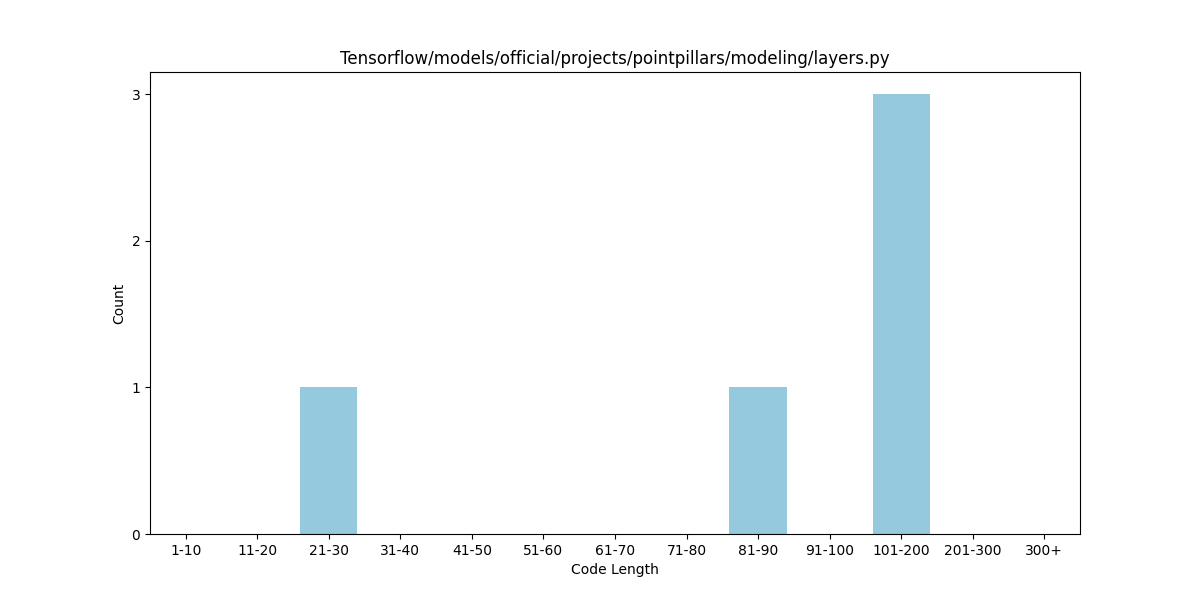 Tensorflow/models/official/projects/pointpillars/modeling/layers.py
3
2
1
0
Count
1-10 11-20 21-30 31-40 41-50 51-60 61-70 71-80 81-90 91-100 101-200 201-300 300+
Code Length